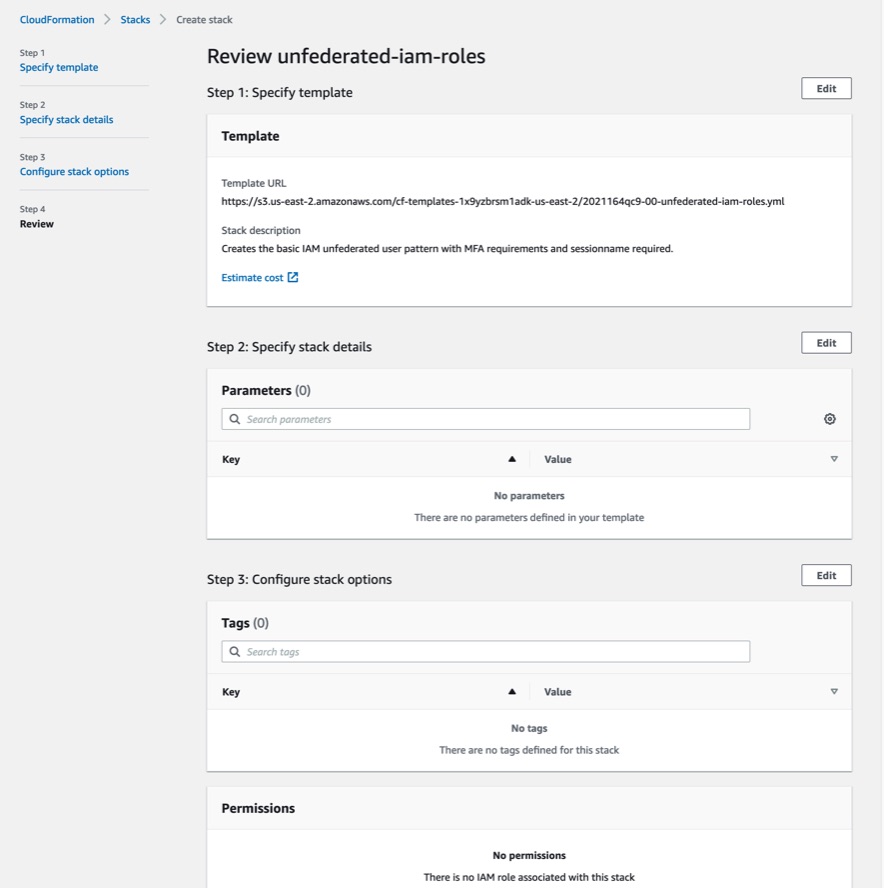 CloudFormation > Stacks > Create stack
Step 1
Specify template
Step 2
Specify stack details
Step 3
Configure stack options
Step 4
Review
Review unfederated-iam-roles
Step 1: Specify template
Edit
Template
Template URL
https://s3.us-east-2.amazonaws.com/cf-templates-1x9yzbrsm1adk-us-east-2/2021164qc9-00-unfederated-iam-roles.yml
Stack description
Creates the basic IAM unfederated user pattern with MFA requirements and sessionname required.
Estimate cost
Step 2: Specify stack details
Edit
Parameters (0)
Search parameters
Key Value
No parameters
There are no parameters defined in your template
Step 3: Configure stack options
Edit
Tags (0)
Search tags
Key Value
No tags
There are no tags defined for this stack
Permissions
No permissions
There is no IAM role associated with this stack